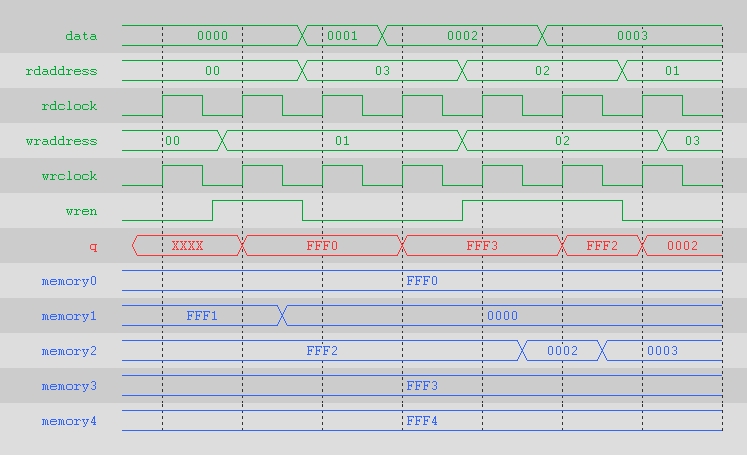 data 0000 0001 0002 0003
rdaddress 00 03 02 01
rdclock
wraddress 00 01 02 03
wrclock
wren
q XXXX FFF0 FFF3 FFF2 0002
memory0 FFF0
memory1 FFF1 0000
memory2 FFF2 0002 0003
memory3 FFF3
memory4 FFF4